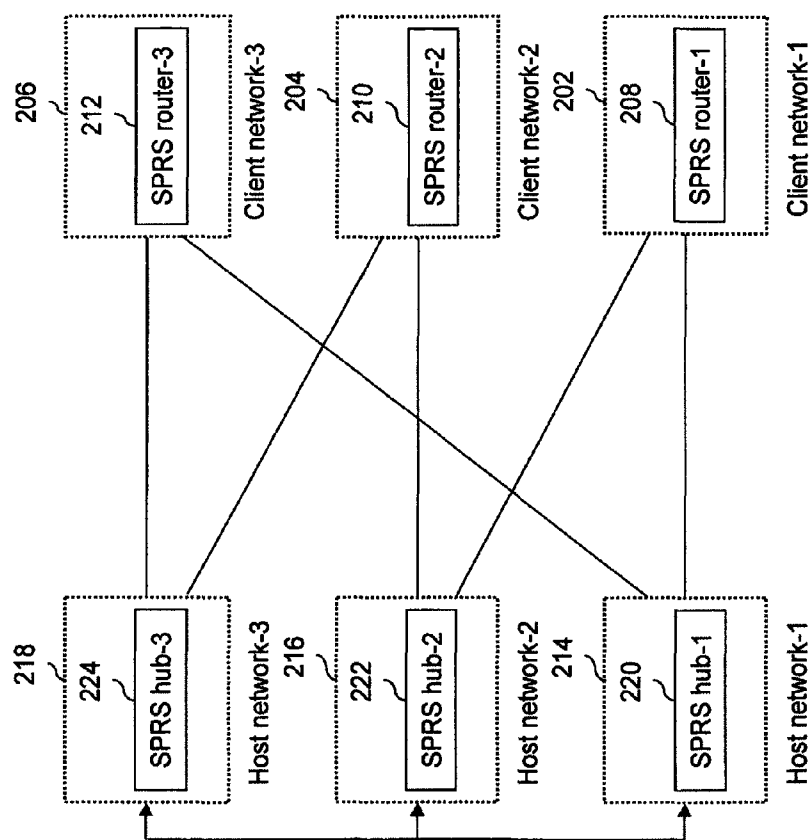 218
224
SPRS hub-3
Host network-3
206
212
SPRS router-3
Client network-3
216
222
SPRS hub-2
Host network-2
204
210
SPRS router-2
Client network-2
214
220
SPRS hub-1
Host network-1
202
208
SPRS router-1
Client network-1